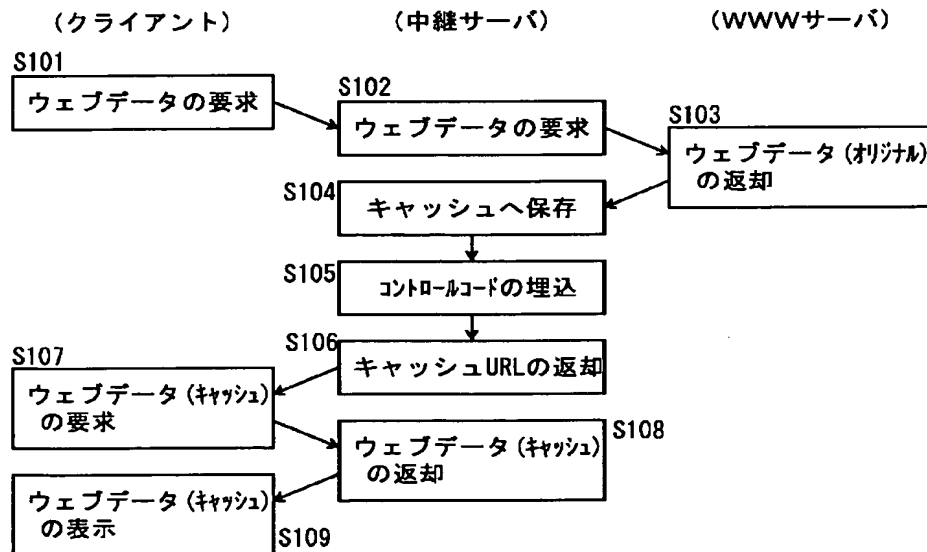 (クライアント)
(中継サーバ)
(WWWサーバ)
S101
ウェブデータの要求
S102
ウェブデータの要求
S103
ウェブデータ(オリジナル)
の返却
S104
キャッシュへ保存
S105
コントロールコードの埋込
S106
キャッシュURLの返却
S107
ウェブデータ(キャッシュ)
の要求
S108
ウェブデータ(キャッシュ)
の返却
ウェブデータ(キャッシュ)
の表示
S109